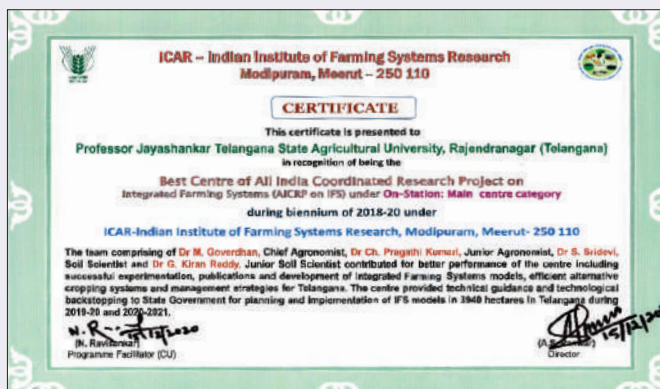 ICAR – Indian Institute of Farming Systems Research
Modipuram, Meerut – 250 110
CERTIFICATE
This certificate is presented to
Professor Jayashankar Telangana State Agricultural University, Rajendranagar (Telangana)
in recognition of being the
Best Centre of All India Coordinated Research Project on
Integrated Farming Systems (AICRP on IFS) under On-Station: Main centre category
during biennium of 2018-20 under
ICAR-Indian Institute of Farming Systems Research, Modipuram, Meerut- 250 110
The team comprising of Dr M. Goverdhan, Chief Agronomist, Dr Ch. Pragathi Kumari, Junior Agronomist, Dr S. Sridevi,
Soil Scientist and Dr G. Kiran Reddy, Junior Soil Scientist contributed for better performance of the centre including
successful experimentation, publications and development of Integrated Farming Systems models, efficient alternative
cropping systems and management strategies for Telangana. The centre provided technical guidance and technological
backstopping to State Government for planning and implementation of IFS models in 3940 hectares in Telangana during
2019-20 and 2020-2021.
15/12/2020
(N. Ravisankar)
Programme Facilitator (CU)
15/12/2020
Director